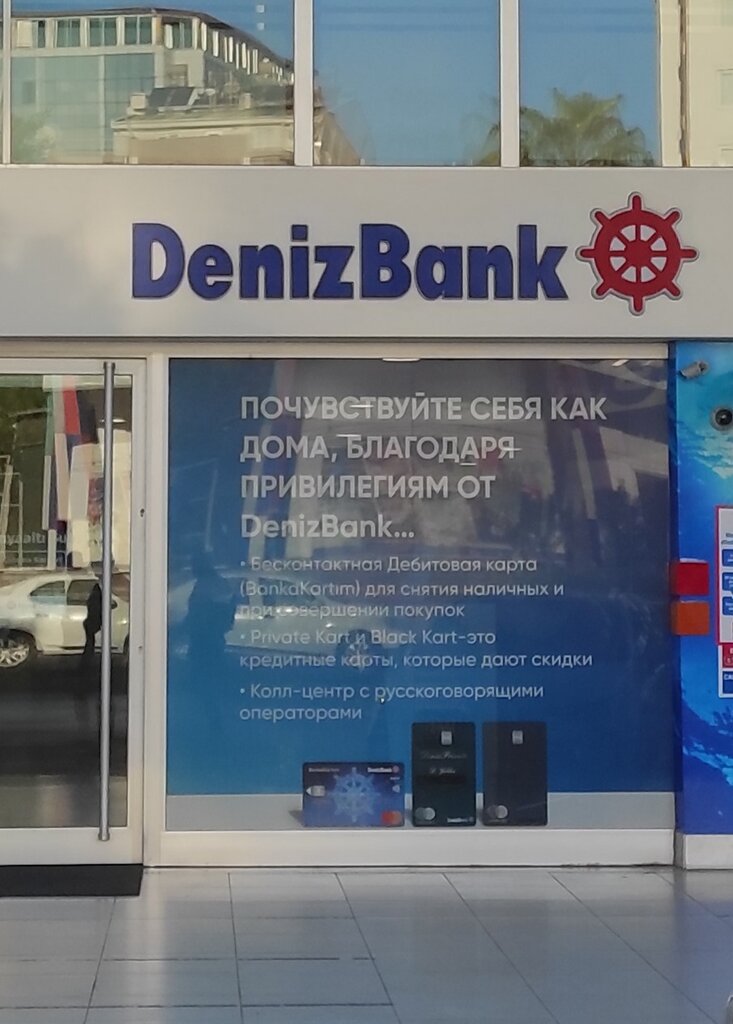 DenizBank
ПОЧУВСТВУЙТЕ СЕБЯ КАК
ДОМА, БЛАГОДАРЯ
ПРИВИЛЕГИЯМ ОТ
DenizBank...
• Бесконтактная Дебитовая карта
(BankaKartım) для снятия наличных и
при совершении покупок
• Private Kart и Black Kart-это
кредитные карты, которые дают скидки
• Колл-центр с русскоговорящими
операторами